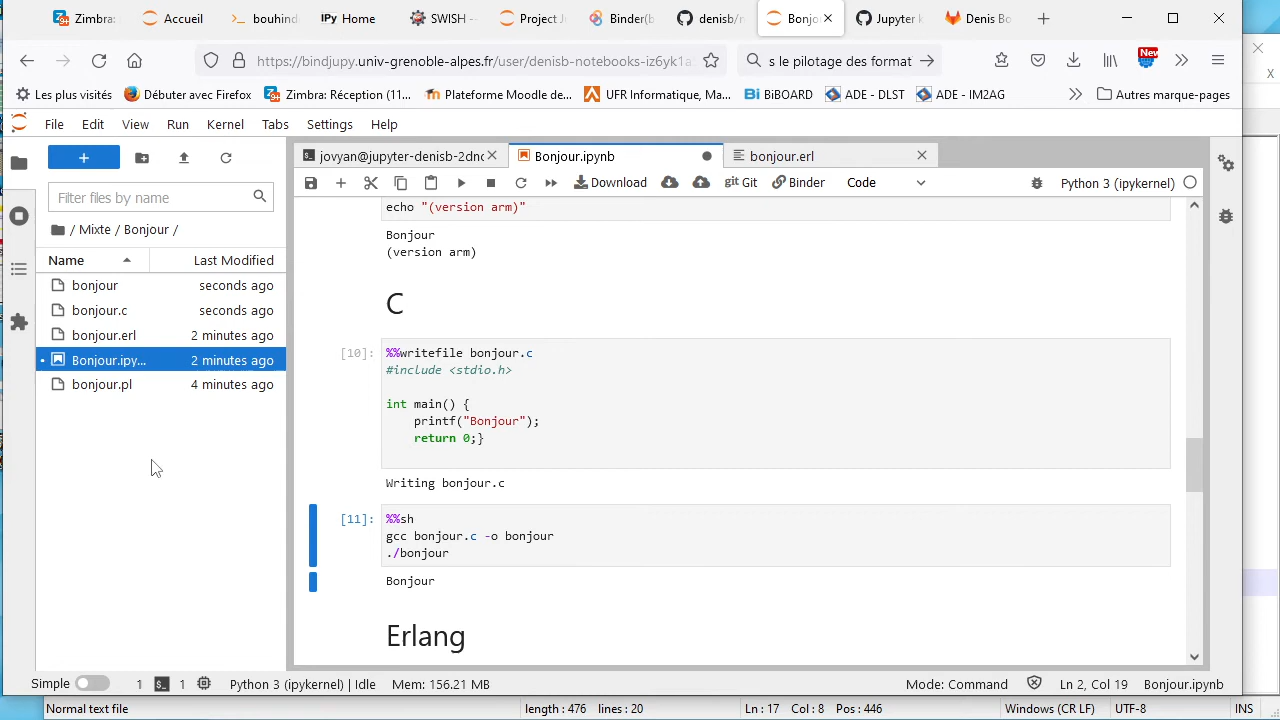 Zimbra:
Accueil
bouhind
IPy Home
SWISH --
Project J
Binder(b
denisb/n
Bonjo
Jupyter k
Denis Bo
https://bindjupy.univ-grenoble-alpes.fr/user/denisb-notebooks-iz6yk1a
s le pilotage des format
New
Les plus visités
Débuter avec Firefox
Zimbra: Réception (11...
Plateforme Moodle de...
UFR Informatique, Ma...
Bi BiBOARD
ADE - DLST
ADE - IM2AG
Autres marque-pages
File Edit View Run Kernel Tabs Settings Help
jovyan@jupyter-denisb-2dnc
Bonjour.ipynb
bonjour.erl
Download
git Git
Binder
Code
Python 3 (ipykernel)
Filter files by name
/ Mixte / Bonjour /
Name Last Modified
bonjour seconds ago
bonjour.c seconds ago
bonjour.erl 2 minutes ago
Bonjour.ipy... 2 minutes ago
bonjour.pl 4 minutes ago
echo "(version arm)"
Bonjour
(version arm)
C
[10]: %%writefile bonjour.c
#include <stdio.h>
int main() {
printf("Bonjour");
return 0;}
Writing bonjour.c
[11]: %%sh
gcc bonjour.c -o bonjour
./bonjour
Bonjour
Erlang
Simple 1 1 Python 3 (ipykernel) | Idle Mem: 156.21 MB Mode: Command Ln 2, Col 19 Bonjour.ipynb
Normal text file length : 476 lines : 20 Ln : 17 Col : 8 Pos : 446 Windows (CR LF) UTF-8 INS